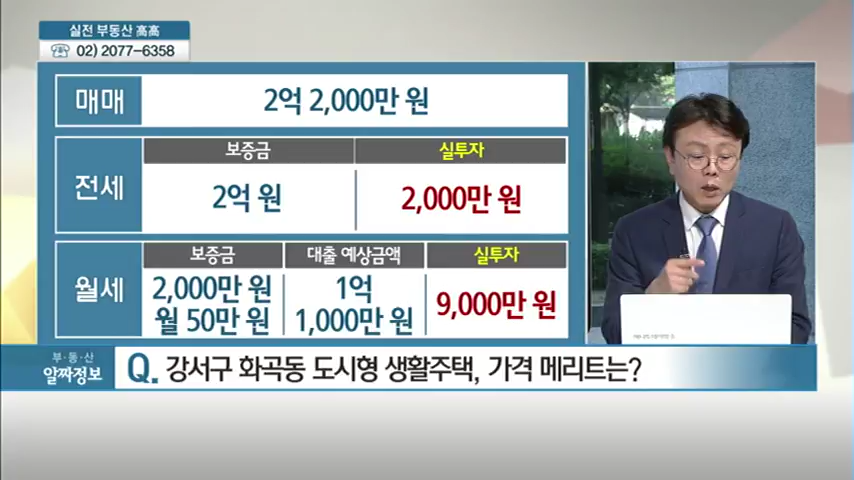 실전 부동산 高高
☎ 02) 2077-6358
매매
2억 2,000만 원
전세
보증금
실투자
2억 원
2,000만 원
월세
보증금
대출 예상금액
실투자
2,000만 원
월 50만 원
1억
1,000만 원
9,000만 원
부·동·산
알짜정보
Q. 강서구 화곡동 도시형 생활주택, 가격 메리트는?